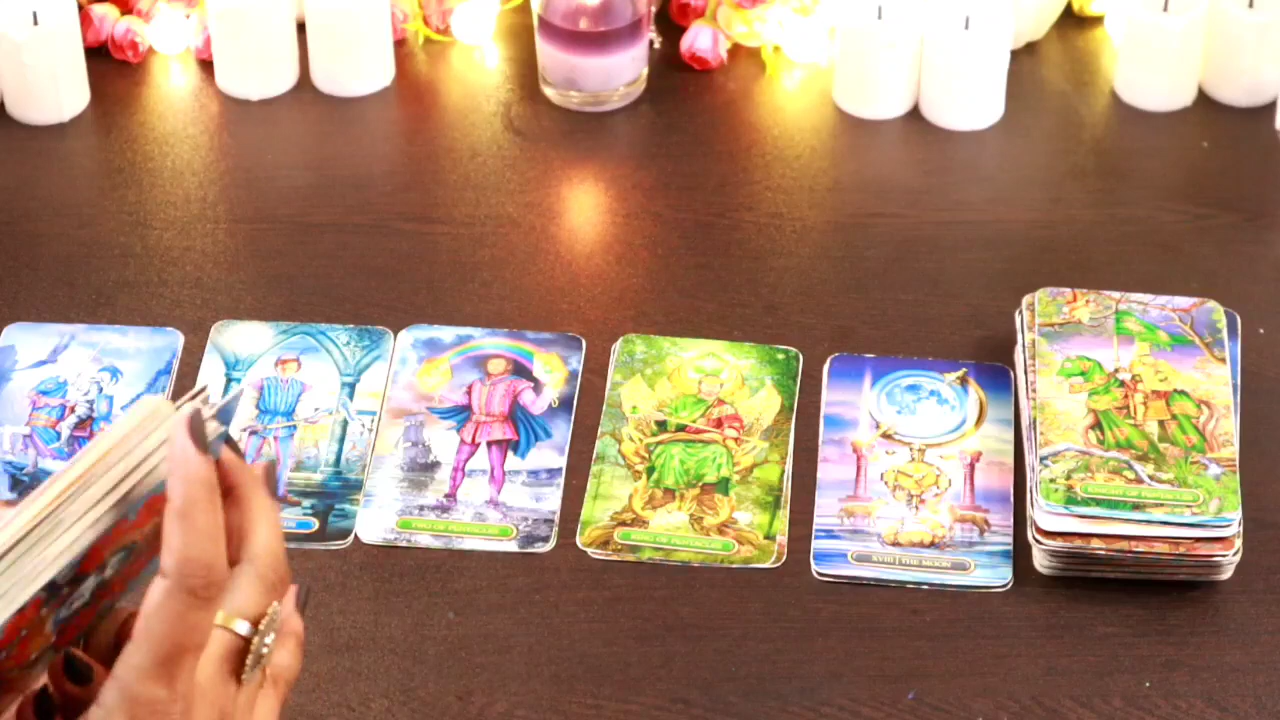 TWO OF PENTACLES
KING OF PENTACLES
XVIII | THE MOON
KNIGHT OF PENTACLES